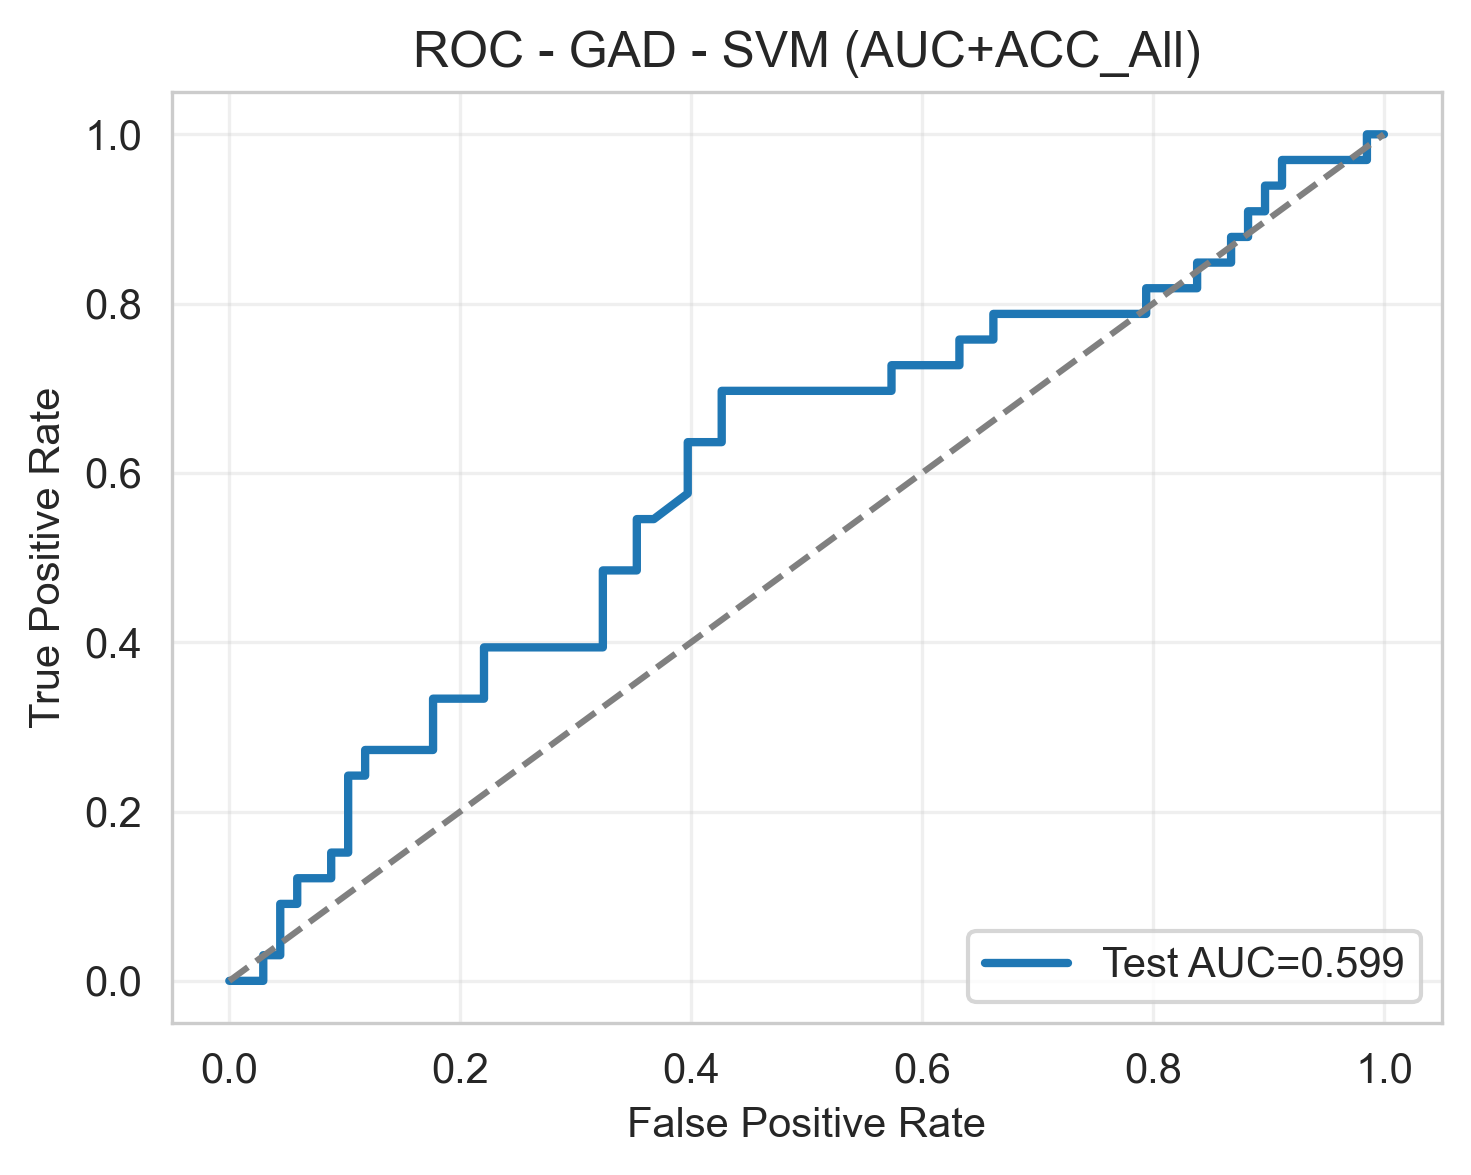 ROC - GAD - SVM (AUC+ACC_All)
True Positive Rate
1.0
0.8
0.6
0.4
0.2
0.0
Test AUC=0.599
0.0 0.2 0.4 0.6 0.8 1.0
False Positive Rate